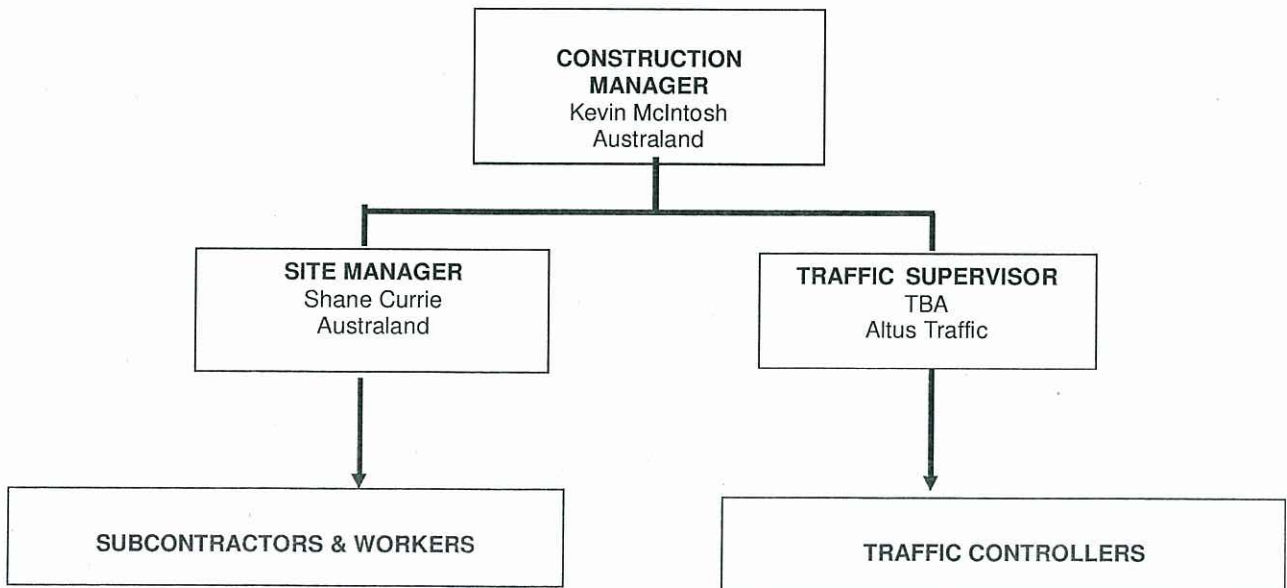 CONSTRUCTION
MANAGER
Kevin McIntosh
Australand
SITE MANAGER
Shane Currie
Australand
TRAFFIC SUPERVISOR
TBA
Altus Traffic
SUBCONTRACTORS & WORKERS
TRAFFIC CONTROLLERS